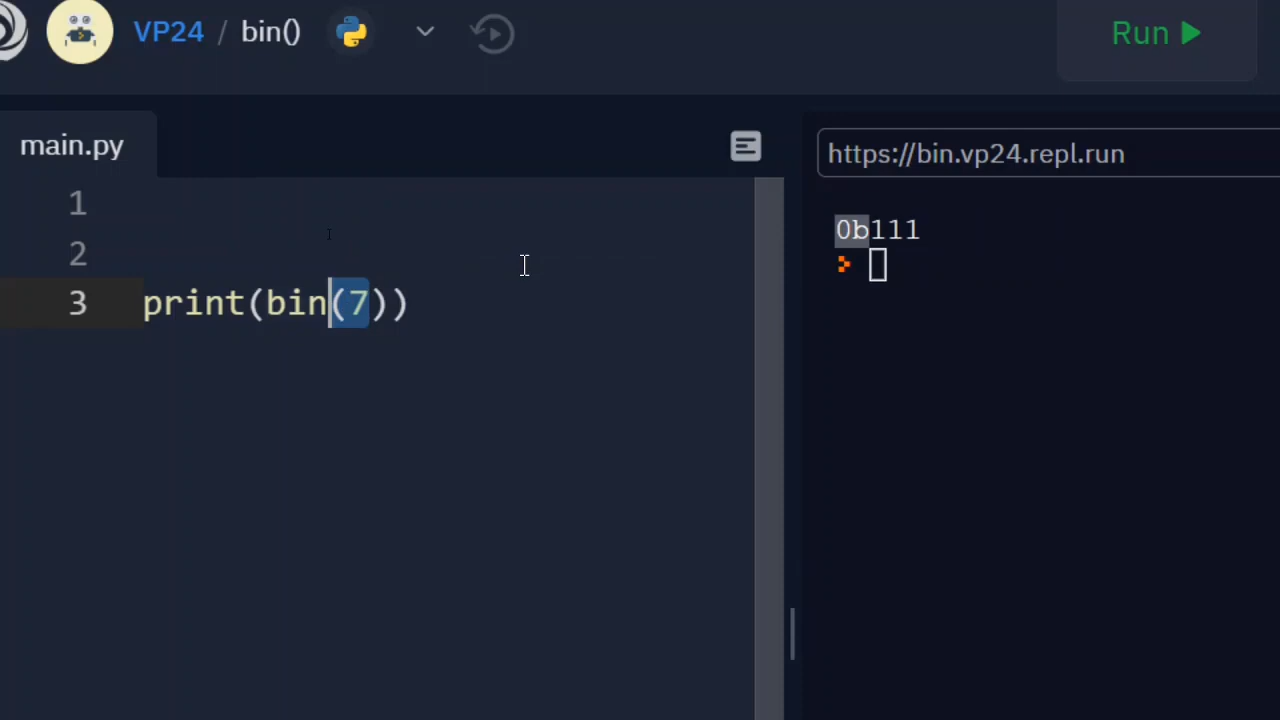 VP24 / bin()
Run
main.py
https://bin.vp24.repl.run
1
2
3 print(bin(7))
0b111